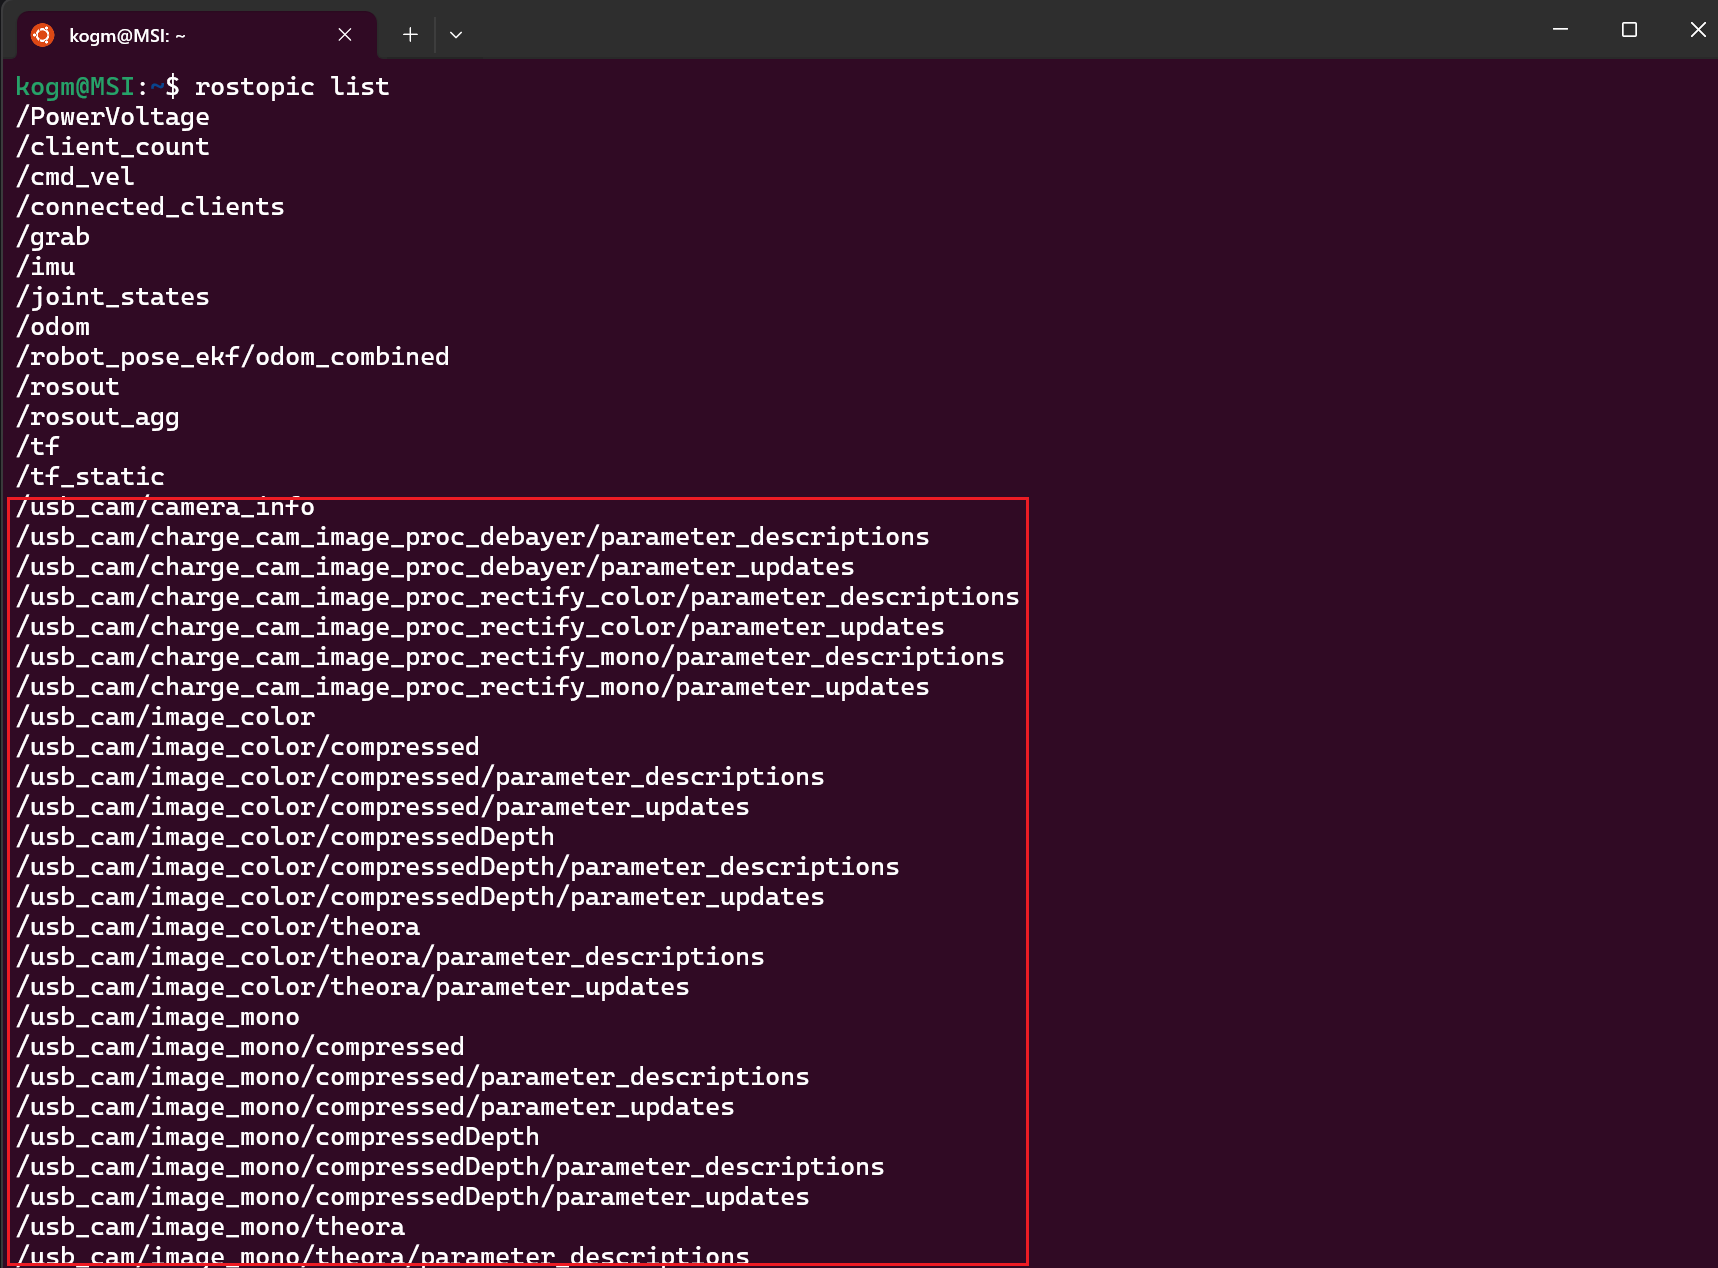 kogm@MSI: ~
kogm@MSI:~$ rostopic list
/PowerVoltage
/client_count
/cmd_vel
/connected_clients
/grab
/imu
/joint_states
/odom
/robot_pose_ekf/odom_combined
/rosout
/rosout_agg
/tf
/tf_static
/usb_cam/camera_info
/usb_cam/charge_cam_image_proc_debayer/parameter_descriptions
/usb_cam/charge_cam_image_proc_debayer/parameter_updates
/usb_cam/charge_cam_image_proc_rectify_color/parameter_descriptions
/usb_cam/charge_cam_image_proc_rectify_color/parameter_updates
/usb_cam/charge_cam_image_proc_rectify_mono/parameter_descriptions
/usb_cam/charge_cam_image_proc_rectify_mono/parameter_updates
/usb_cam/image_color
/usb_cam/image_color/compressed
/usb_cam/image_color/compressed/parameter_descriptions
/usb_cam/image_color/compressed/parameter_updates
/usb_cam/image_color/compressedDepth
/usb_cam/image_color/compressedDepth/parameter_descriptions
/usb_cam/image_color/compressedDepth/parameter_updates
/usb_cam/image_color/theora
/usb_cam/image_color/theora/parameter_descriptions
/usb_cam/image_color/theora/parameter_updates
/usb_cam/image_mono
/usb_cam/image_mono/compressed
/usb_cam/image_mono/compressed/parameter_descriptions
/usb_cam/image_mono/compressed/parameter_updates
/usb_cam/image_mono/compressedDepth
/usb_cam/image_mono/compressedDepth/parameter_descriptions
/usb_cam/image_mono/compressedDepth/parameter_updates
/usb_cam/image_mono/theora
/usb_cam/image_mono/theora/parameter_descriptions